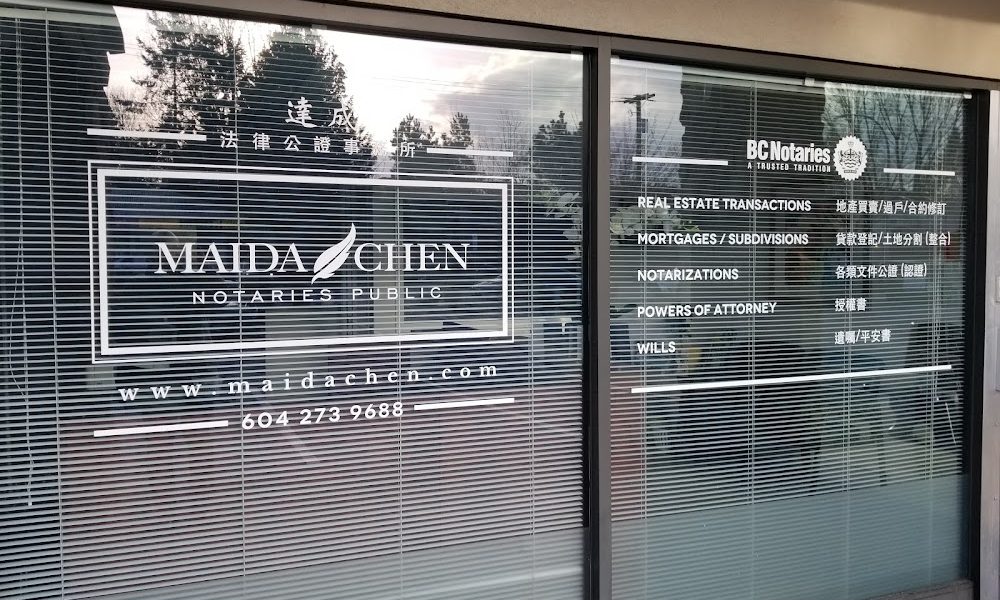 達成
法律公證事務所
MAIDA CHEN
NOTARIES PUBLIC
www.maidachen.com
604 273 9688
BC Notaries
A TRUSTED TRADITION
REAL ESTATE TRANSACTIONS 地產買賣/過戶/合約修訂
MORTGAGES / SUBDIVISIONS 貸款登記/土地分割 (整合)
NOTARIZATIONS 各類文件公證 (認證)
POWERS OF ATTORNEY 授權書
WILLS 遺囑/平安書